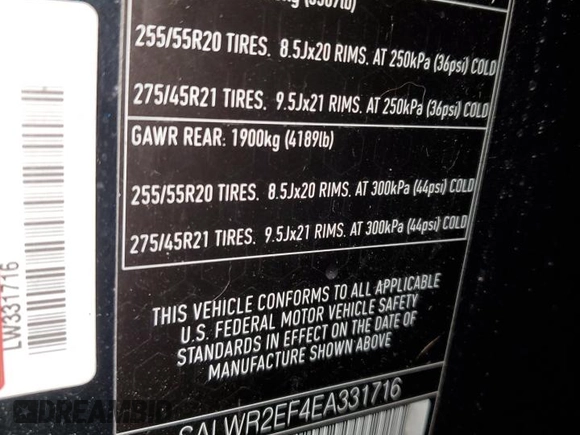 255/55R20 TIRES. 8.5Jx20 RIMS. AT 250kPa (36psi) COLD
275/45R21 TIRES. 9.5Jx21 RIMS. AT 250kPa (36psi) COLD
GAWR REAR: 1900kg (4189lb)
255/55R20 TIRES. 8.5Jx20 RIMS. AT 300kPa (44psi) COLD
275/45R21 TIRES. 9.5Jx21 RIMS. AT 300kPa (44psi) COLD
THIS VEHICLE CONFORMS TO ALL APPLICABLE
U.S. FEDERAL MOTOR VEHICLE SAFETY
STANDARDS IN EFFECT ON THE DATE OF
MANUFACTURE SHOWN ABOVE
SALWR2EF4EA331716
LW331716